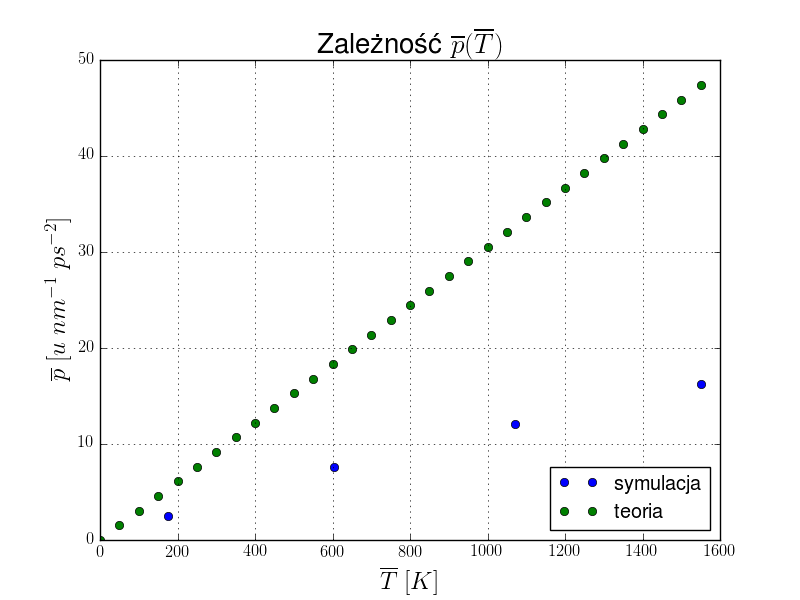 Zależność p̅(T̅)
50
40
30
20
10
0
p̅ [u nm⁻¹ ps⁻²]
0 200 400 600 800 1000 1200 1400 1600
T̅ [K]
symulacja
teoria